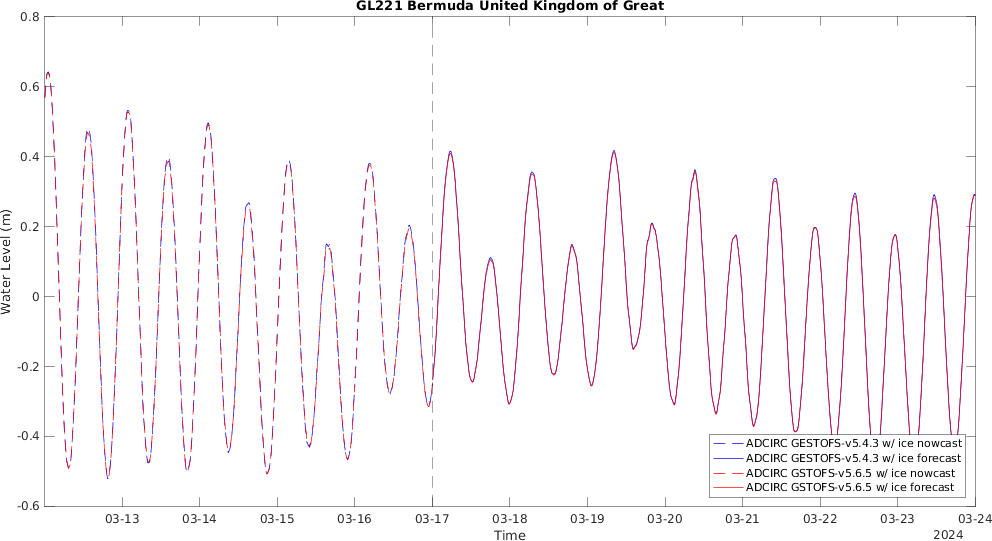 GL221 Bermuda United Kingdom of Great
0.8
0.6
0.4
0.2
0
-0.2
-0.4
-0.6
Water Level (m)
ADCIRC GESTOFS-v5.4.3 w/ ice nowcast
ADCIRC GESTOFS-v5.4.3 w/ ice forecast
ADCIRC GSTOFS-v5.6.5 w/ ice nowcast
ADCIRC GSTOFS-v5.6.5 w/ ice forecast
03-13 03-14 03-15 03-16 03-17 03-18 03-19 03-20 03-21 03-22 03-23 03-24
Time
2024